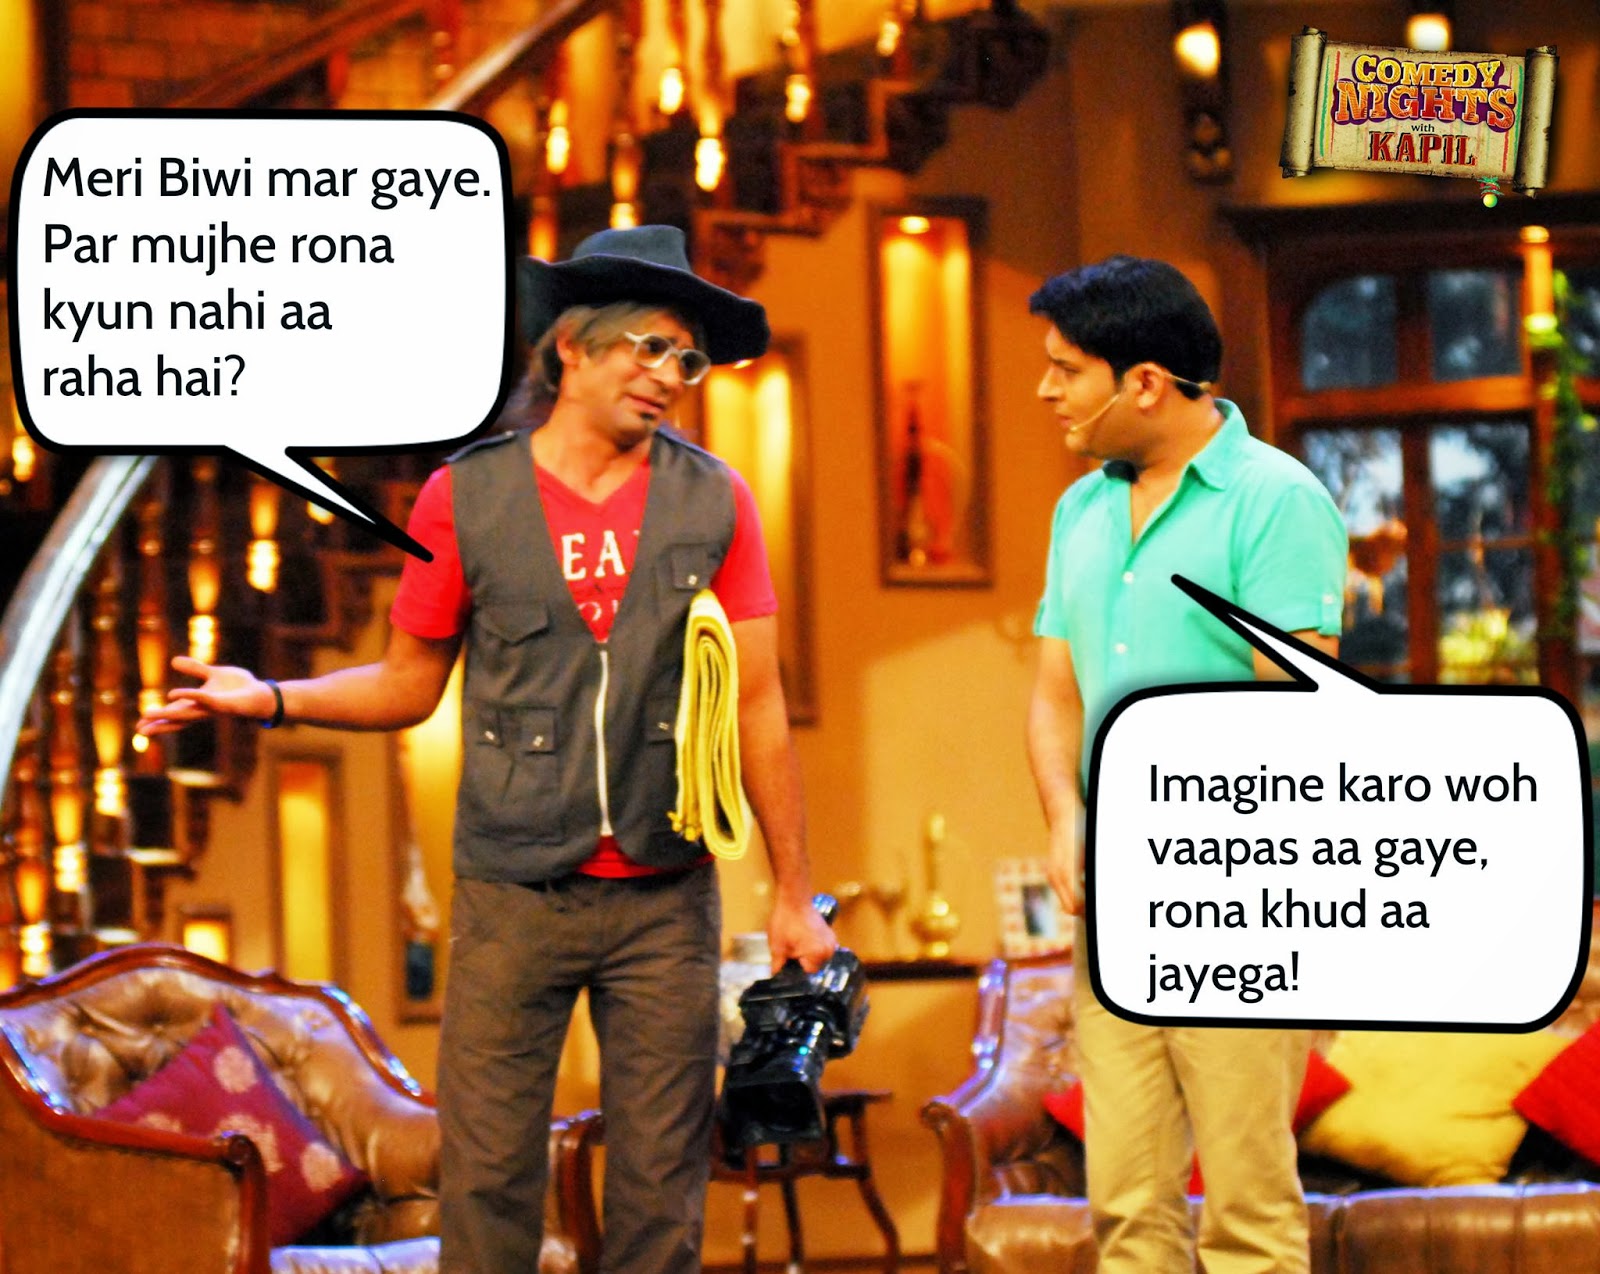 COMEDY
NIGHTS
with
KAPIL
Meri Biwi mar gaye.
Par mujhe rona
kyun nahi aa
raha hai?
EA
Imagine karo woh
vaapas aa gaye,
rona khud aa
jayega!